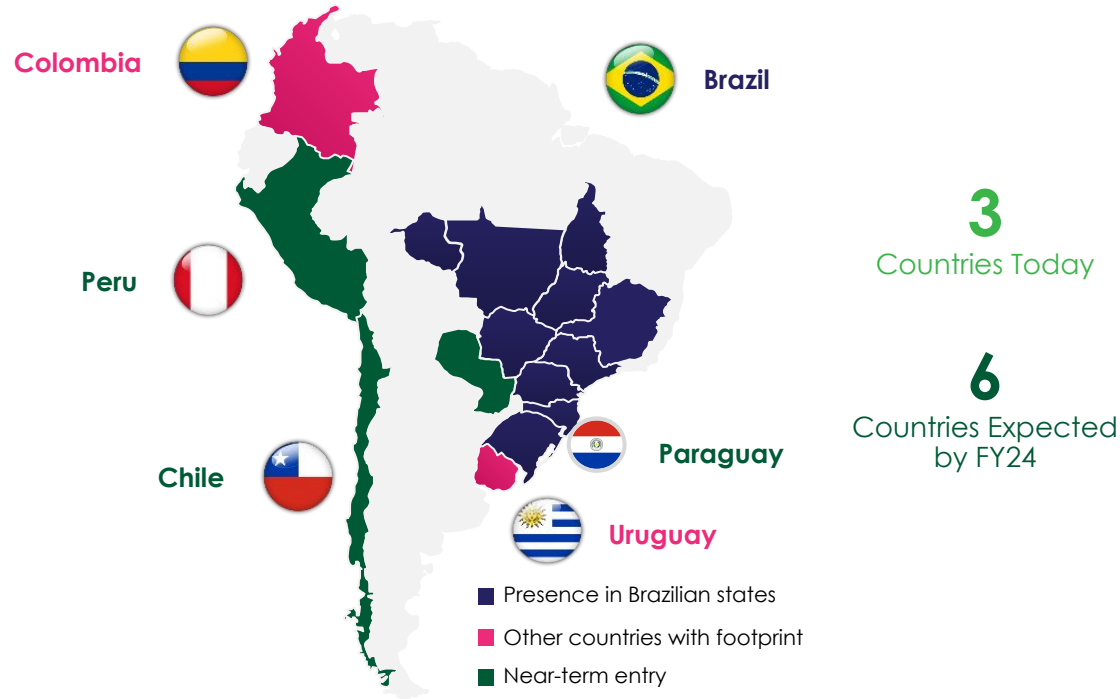 Colombia
Brazil
3
Countries Today
Peru
6
Countries Expected
by FY24
Paraguay
Chile
Uruguay
Presence in Brazilian states
Other countries with footprint
Near-term entry